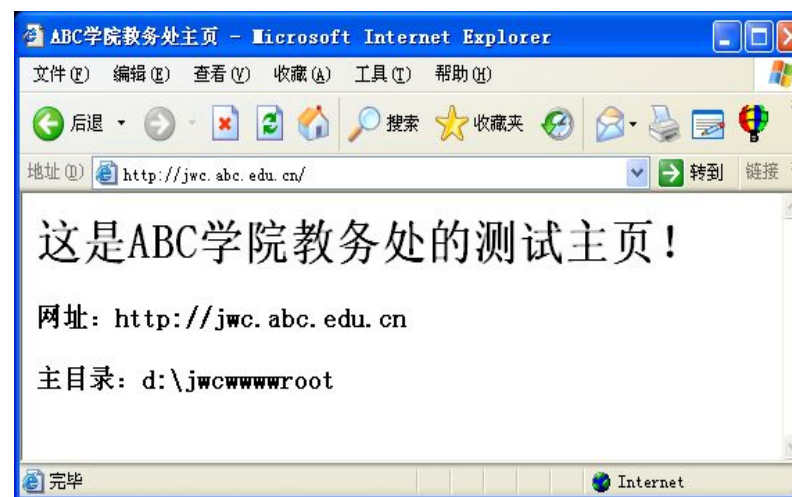 ABC学院教务处主页 - Microsoft Internet Explorer
文件(F) 编辑(E) 查看(V) 收藏(A) 工具(T) 帮助(H)
后退 搜索 收藏夹
地址(D) http://jwc.abc.edu.cn/ 转到 链接
这是ABC学院教务处的测试主页！
网址：http://jwc.abc.edu.cn
主目录：d:\jwcwwwwroot
完毕 Internet